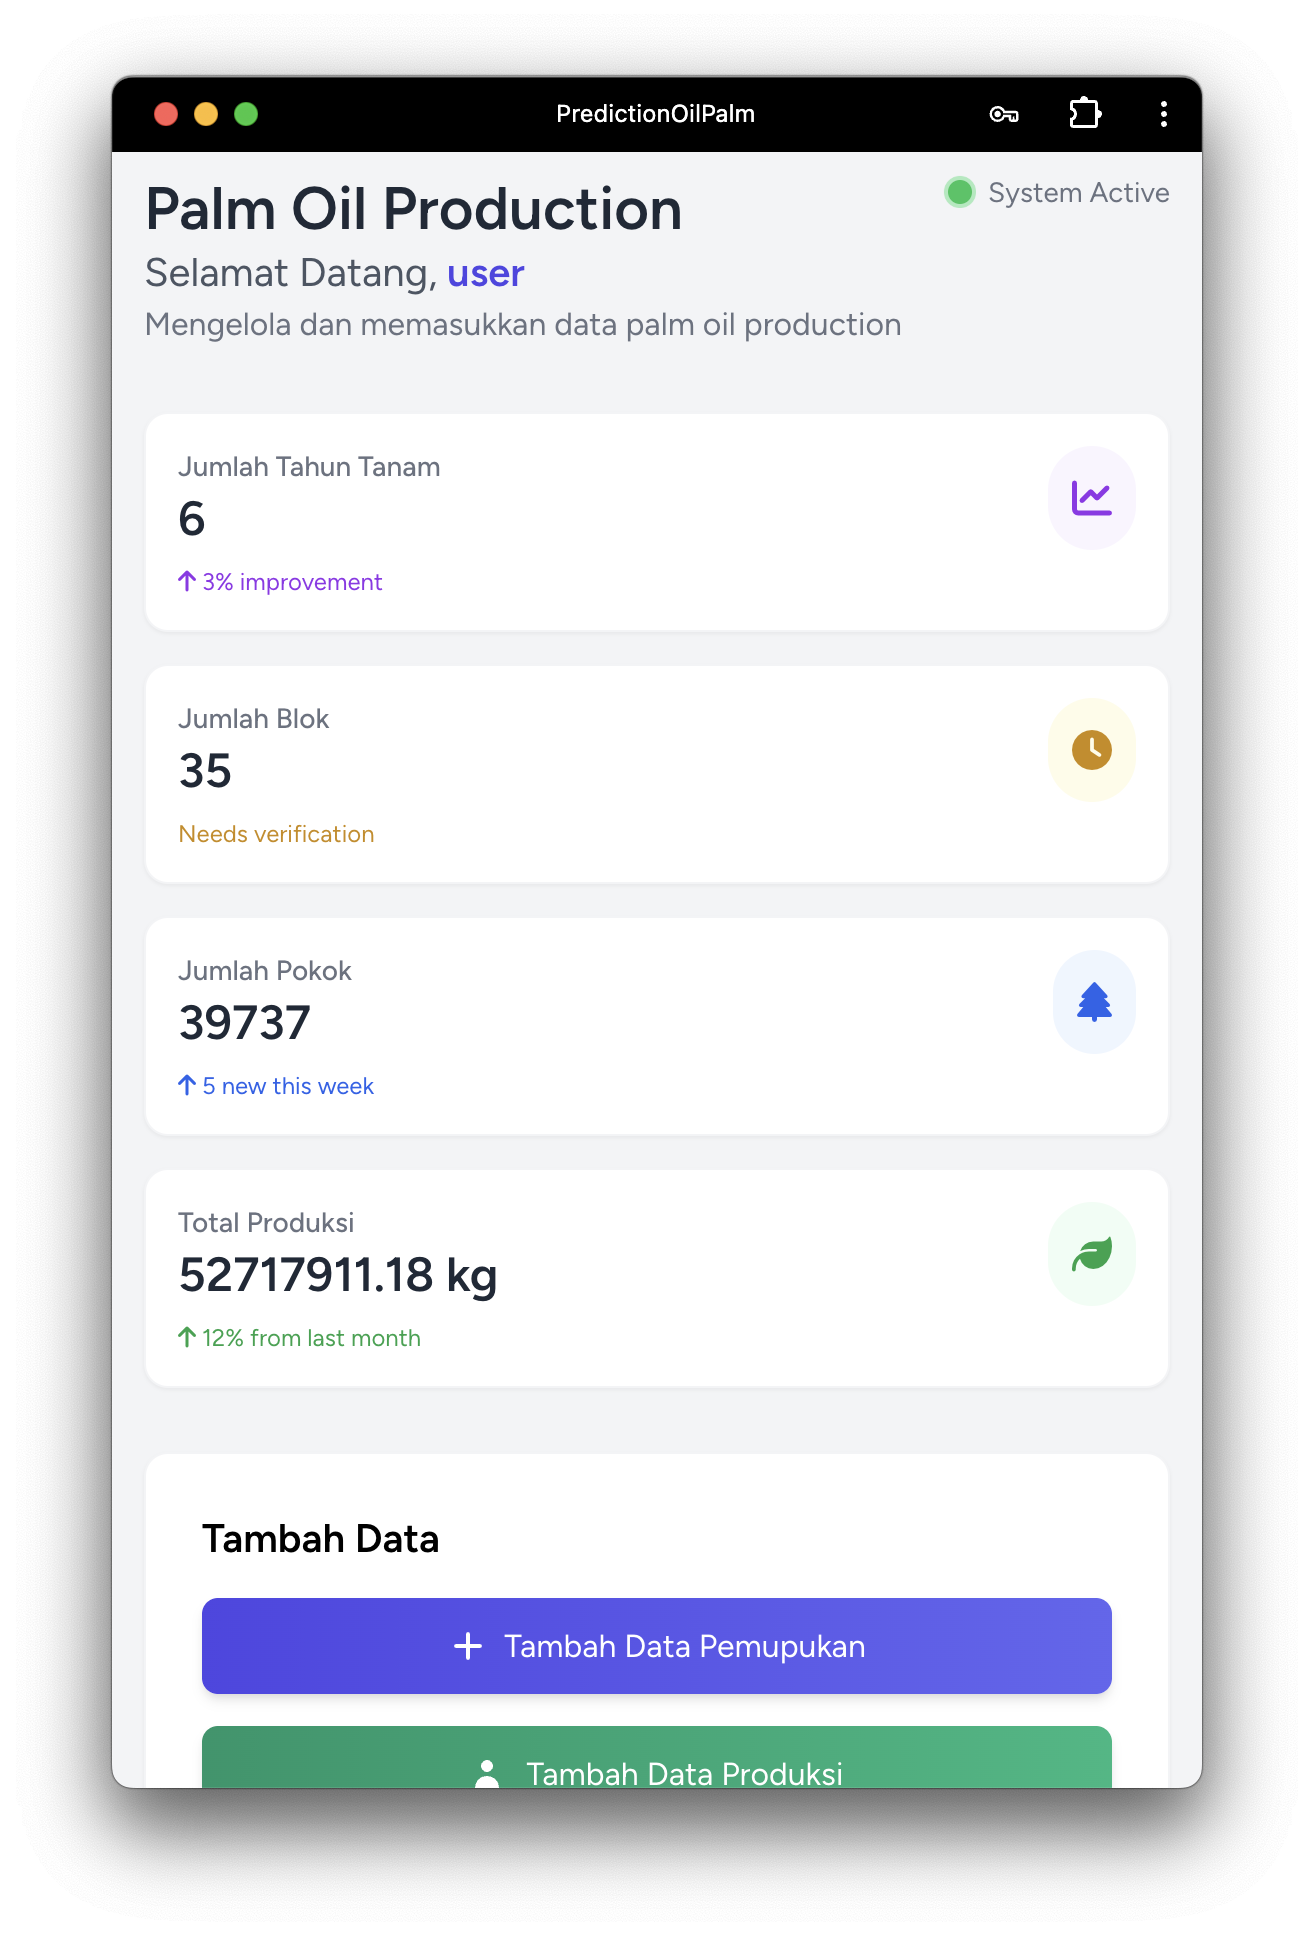 PredictionOilPalm
Palm Oil Production
System Active
Selamat Datang, user
Mengelola dan memasukkan data palm oil production
Jumlah Tahun Tanam
6
3% improvement
Jumlah Blok
35
Needs verification
Jumlah Pokok
39737
5 new this week
Total Produksi
52717911.18 kg
12% from last month
Tambah Data
Tambah Data Pemupukan
Tambah Data Produksi